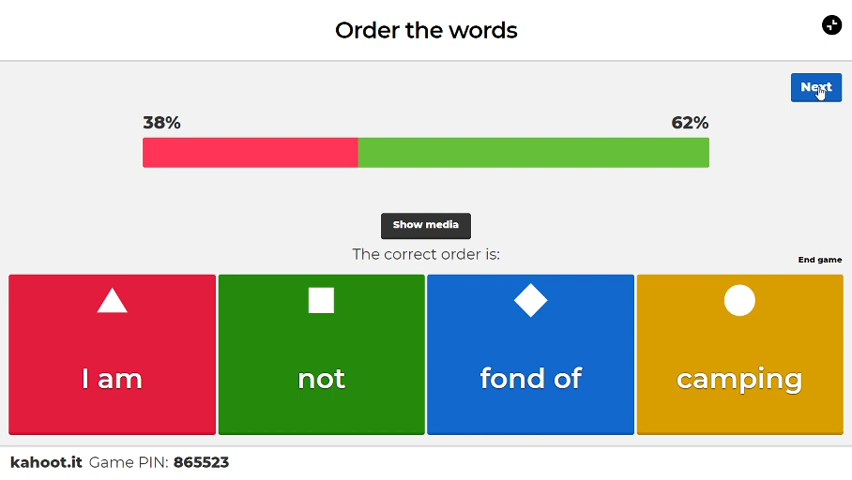 Order the words
Next
38% 62%
Show media
The correct order is:
End game
I am not fond of camping
kahoot.it Game PIN: 865523